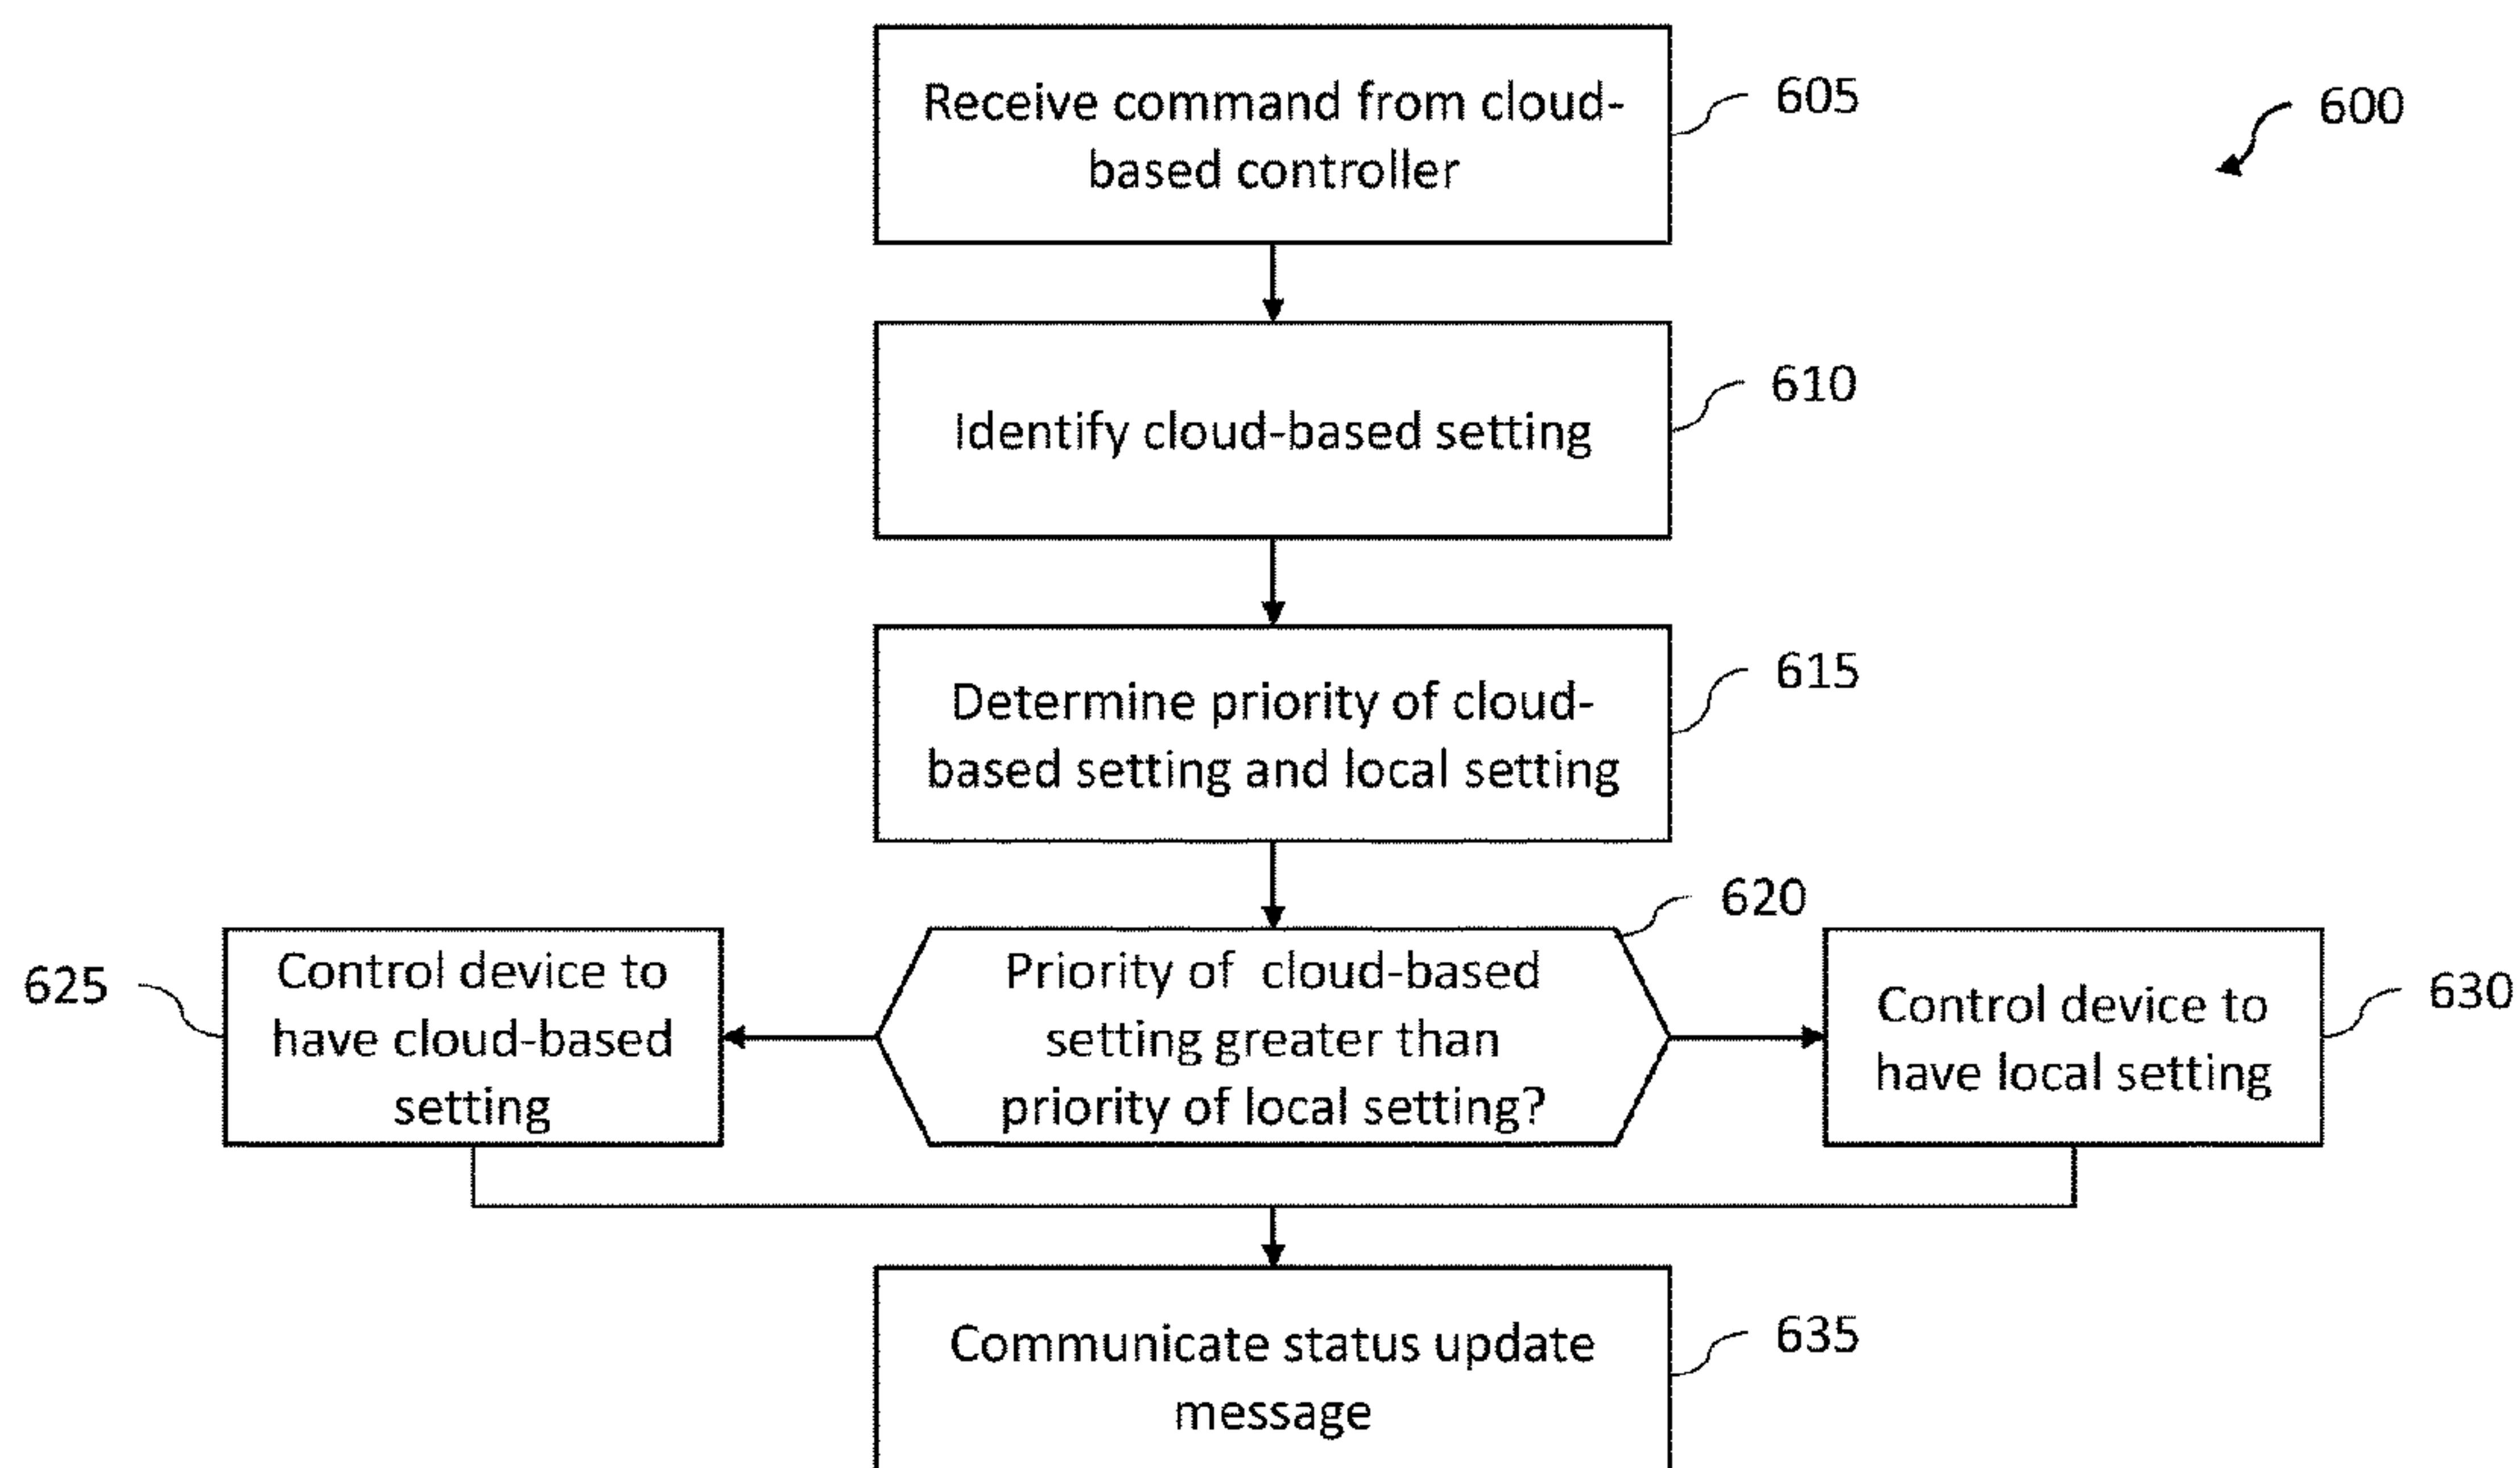 Receive command from cloud-
based controller
605
600
Identify cloud-based setting
610
Determine priority of cloud-
based setting and local setting
615
620
625
Control device to
have cloud-based
setting
Priority of cloud-based
setting greater than
priority of local setting?
Control device to
have local setting
630
Communicate status update
message
635